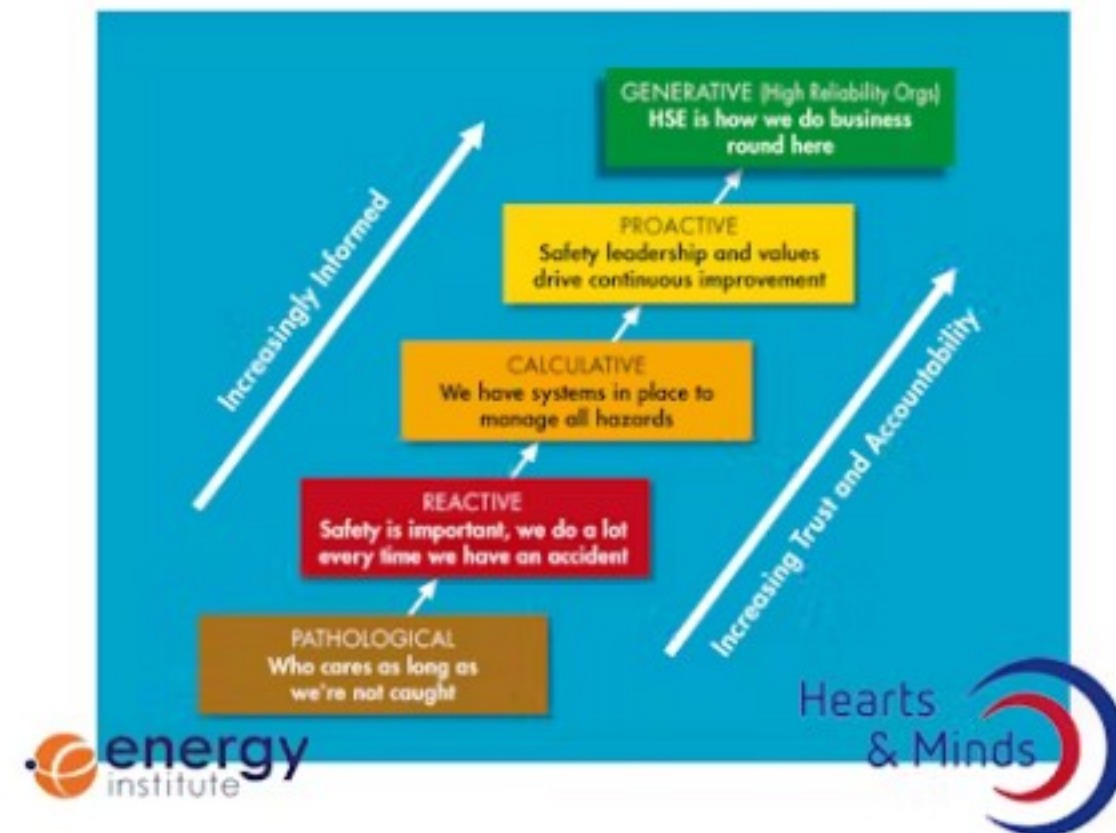 GENERATIVE (High Reliability Orgs)
HSE is how we do business
round here
PROACTIVE
Safety leadership and values
drive continuous improvement
CALCULATIVE
We have systems in place to
manage all hazards
REACTIVE
Safety is important, we do a lot
every time we have an accident
PATHOLOGICAL
Who cares as long as
we're not caught
Increasingly Informed
Increasing Trust and Accountability
energy
institute
Hearts
& Minds